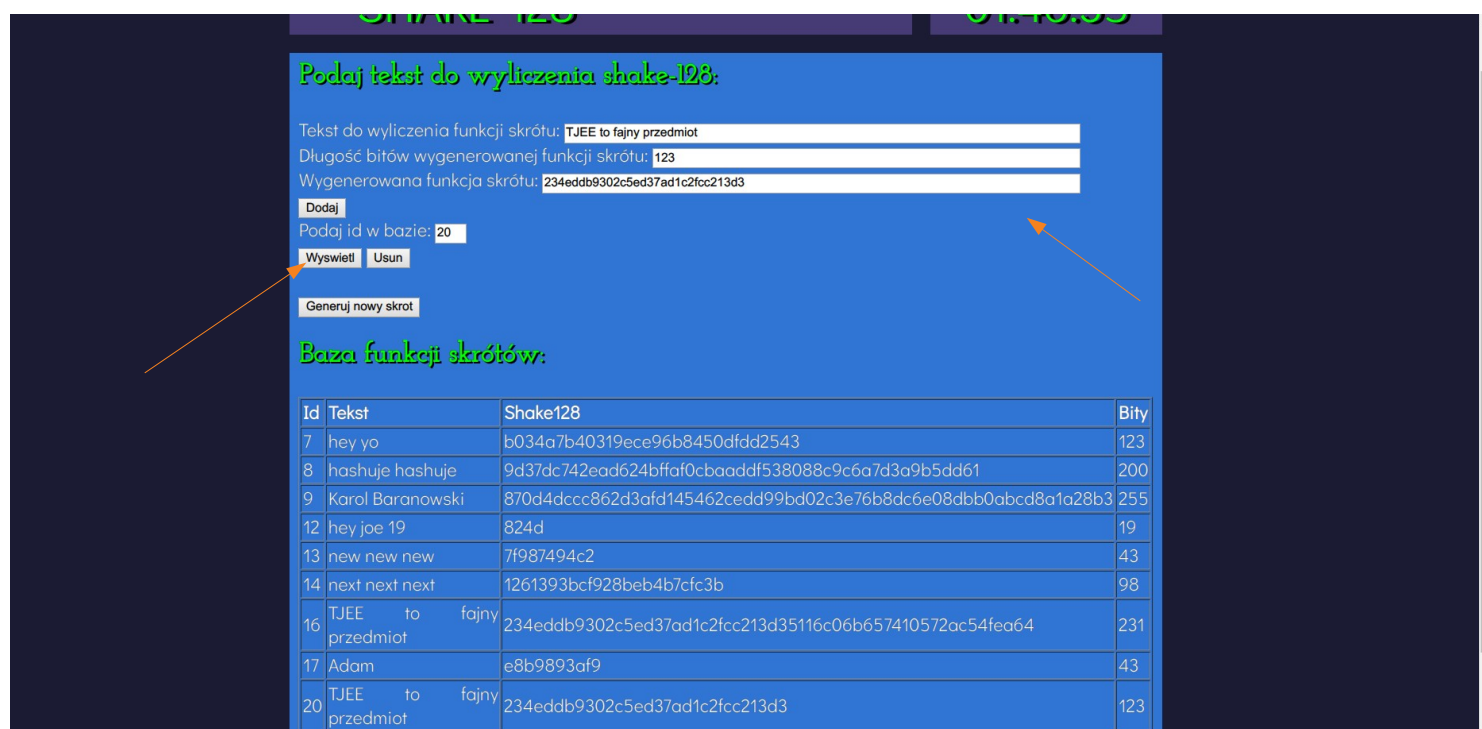 SHAKE 128
Podaj tekst do wyliczenia shake-128:
Tekst do wyliczenia funkcji skrótu: TJEE to fajny przedmiot
Długość bitów wygenerowanej funkcji skrótu: 123
Wygenerowana funkcja skrótu: 234eddb9302c5ed37ad1c2fcc213d3
Dodaj
Podaj id w bazie: 20
Wyswietl Usun
Generuj nowy skrot
Baza funkcji skrótów:
Id Tekst Shake128 Bity
7 hey yo b034a7b40319ece96b8450dfdd2543 123
8 hashuje hashuje 9d37dc742ead624bffaf0cbaaddf538088c9c6a7d3a9b5dd61 200
9 Karol Baranowski 870d4dccc862d3afd145462cedd99bd02c3e76b8dc6e08dbb0abcd8a1a28b3 255
12 hey joe 19 824d 19
13 new new new 7f987494c2 43
14 next next next 1261393bcf928beb4b7cfc3b 98
16 TJEE to fajny przedmiot 234eddb9302c5ed37ad1c2fcc213d35116c06b657410572ac54fea64 231
17 Adam e8b9893af9 43
20 TJEE to fajny przedmiot 234eddb9302c5ed37ad1c2fcc213d3 123